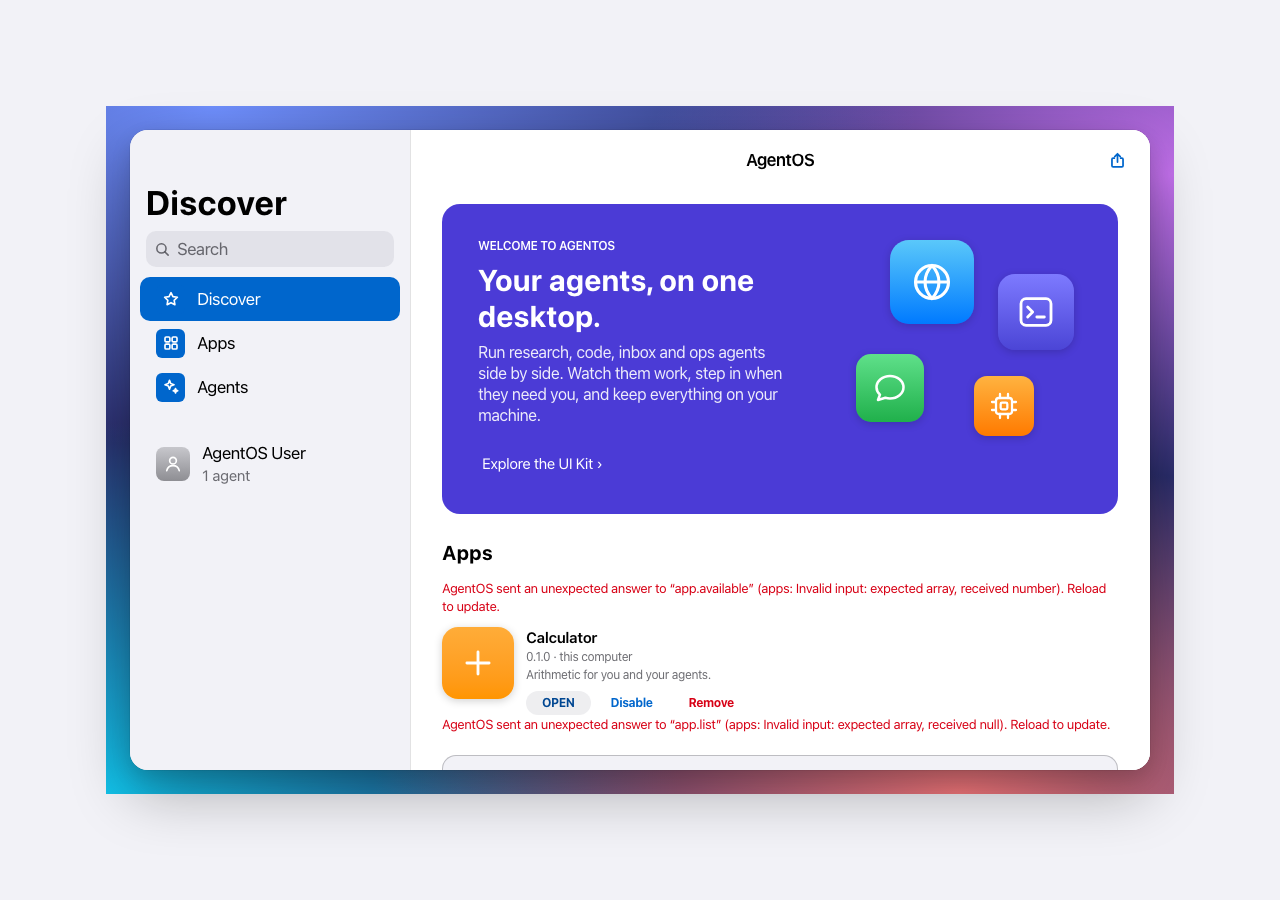 Discover
Search
Discover
Apps
Agents
AgentOS User
1 agent
AgentOS
WELCOME TO AGENTOS
Your agents, on one
desktop.
Run research, code, inbox and ops agents
side by side. Watch them work, step in when
they need you, and keep everything on your
machine.
Explore the UI Kit ›
Apps
AgentOS sent an unexpected answer to “app.available” (apps: Invalid input: expected array, received number). Reload
to update.
Calculator
0.1.0 · this computer
Arithmetic for you and your agents.
OPEN Disable Remove
AgentOS sent an unexpected answer to “app.list” (apps: Invalid input: expected array, received null). Reload to update.